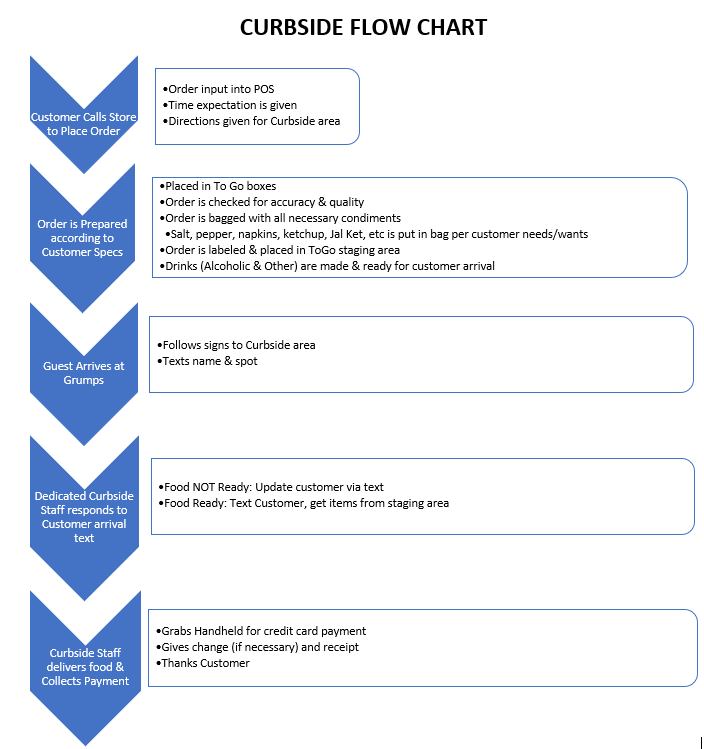 CURBSIDE FLOW CHART
Customer Calls Store
to Place Order
•Order input into POS
•Time expectation is given
•Directions given for Curbside area
Order is Prepared
according to
Customer Specs
•Placed in To Go boxes
•Order is checked for accuracy & quality
•Order is bagged with all necessary condiments
•Salt, pepper, napkins, ketchup, Jal Ket, etc is put in bag per customer needs/wants
•Order is labeled & placed in ToGo staging area
•Drinks (Alcoholic & Other) are made & ready for customer arrival
Guest Arrives at
Grumps
•Follows signs to Curbside area
•Texts name & spot
Dedicated Curbside
Staff responds to
Customer arrival
text
•Food NOT Ready: Update customer via text
•Food Ready: Text Customer, get items from staging area
Curbside Staff
delivers food &
Collects Payment
•Grabs Handheld for credit card payment
•Gives change (if necessary) and receipt
•Thanks Customer